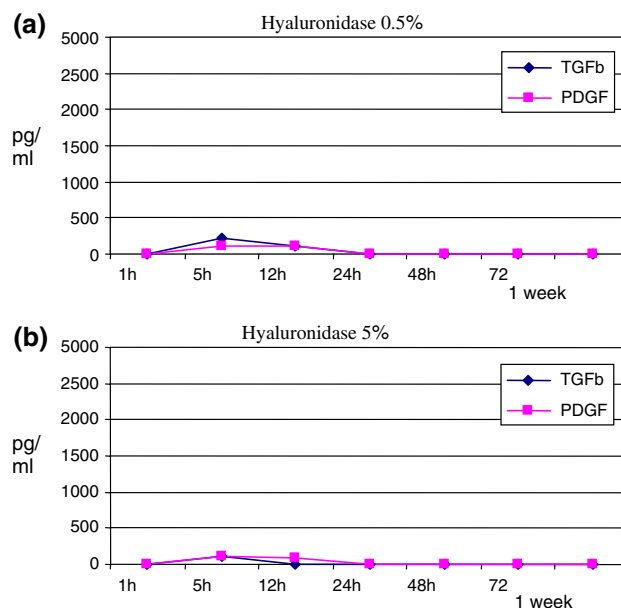 (a)
Hyaluronidase 0.5%
5000
2500
2000
1500
1000
500
0
pg/
ml
TGFb
PDGF
1h 5h 12h 24h 48h 72
1 week
(b)
Hyaluronidase 5%
5000
2500
2000
1500
1000
500
0
pg/
ml
TGFb
PDGF
1h 5h 12h 24h 48h 72
1 week